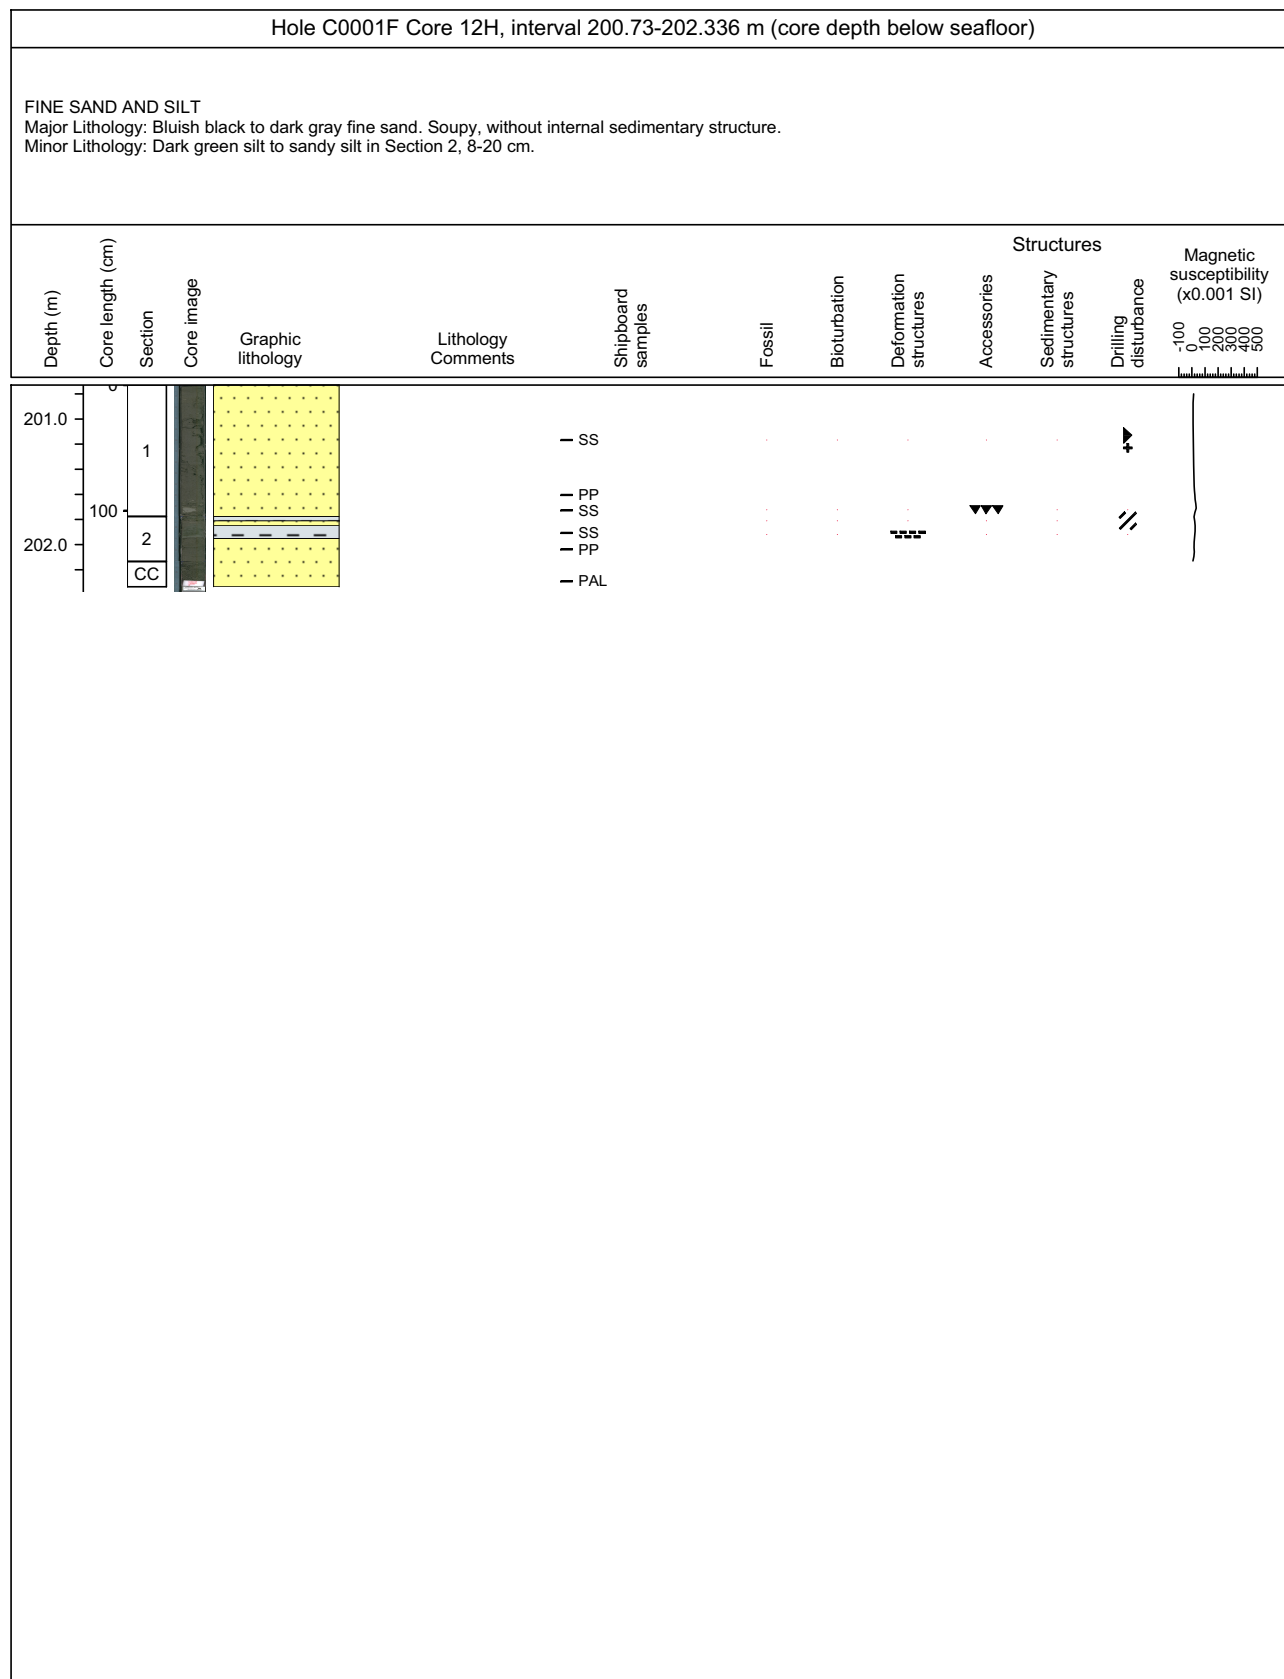 Hole C0001F Core 12H, interval 200.73-202.336 m (core depth below seafloor)
FINE SAND AND SILT
Major Lithology: Bluish black to dark gray fine sand. Soupy, without internal sedimentary structure.
Minor Lithology: Dark green silt to sandy silt in Section 2, 8-20 cm.
Depth (m)
Core length (cm)
Section
Core image
Graphic
lithology
Lithology
Comments
Shipboard
samples
Structures
Fossil
Bioturbation
Deformation
structures
Accessories
Sedimentary
structures
Drilling
disturbance
Magnetic
susceptibility
(x0.001 SI)
-100
0
100
200
300
400
500
0
201.0
1
100
2
202.0
CC
SS
PP
SS
SS
PP
PAL